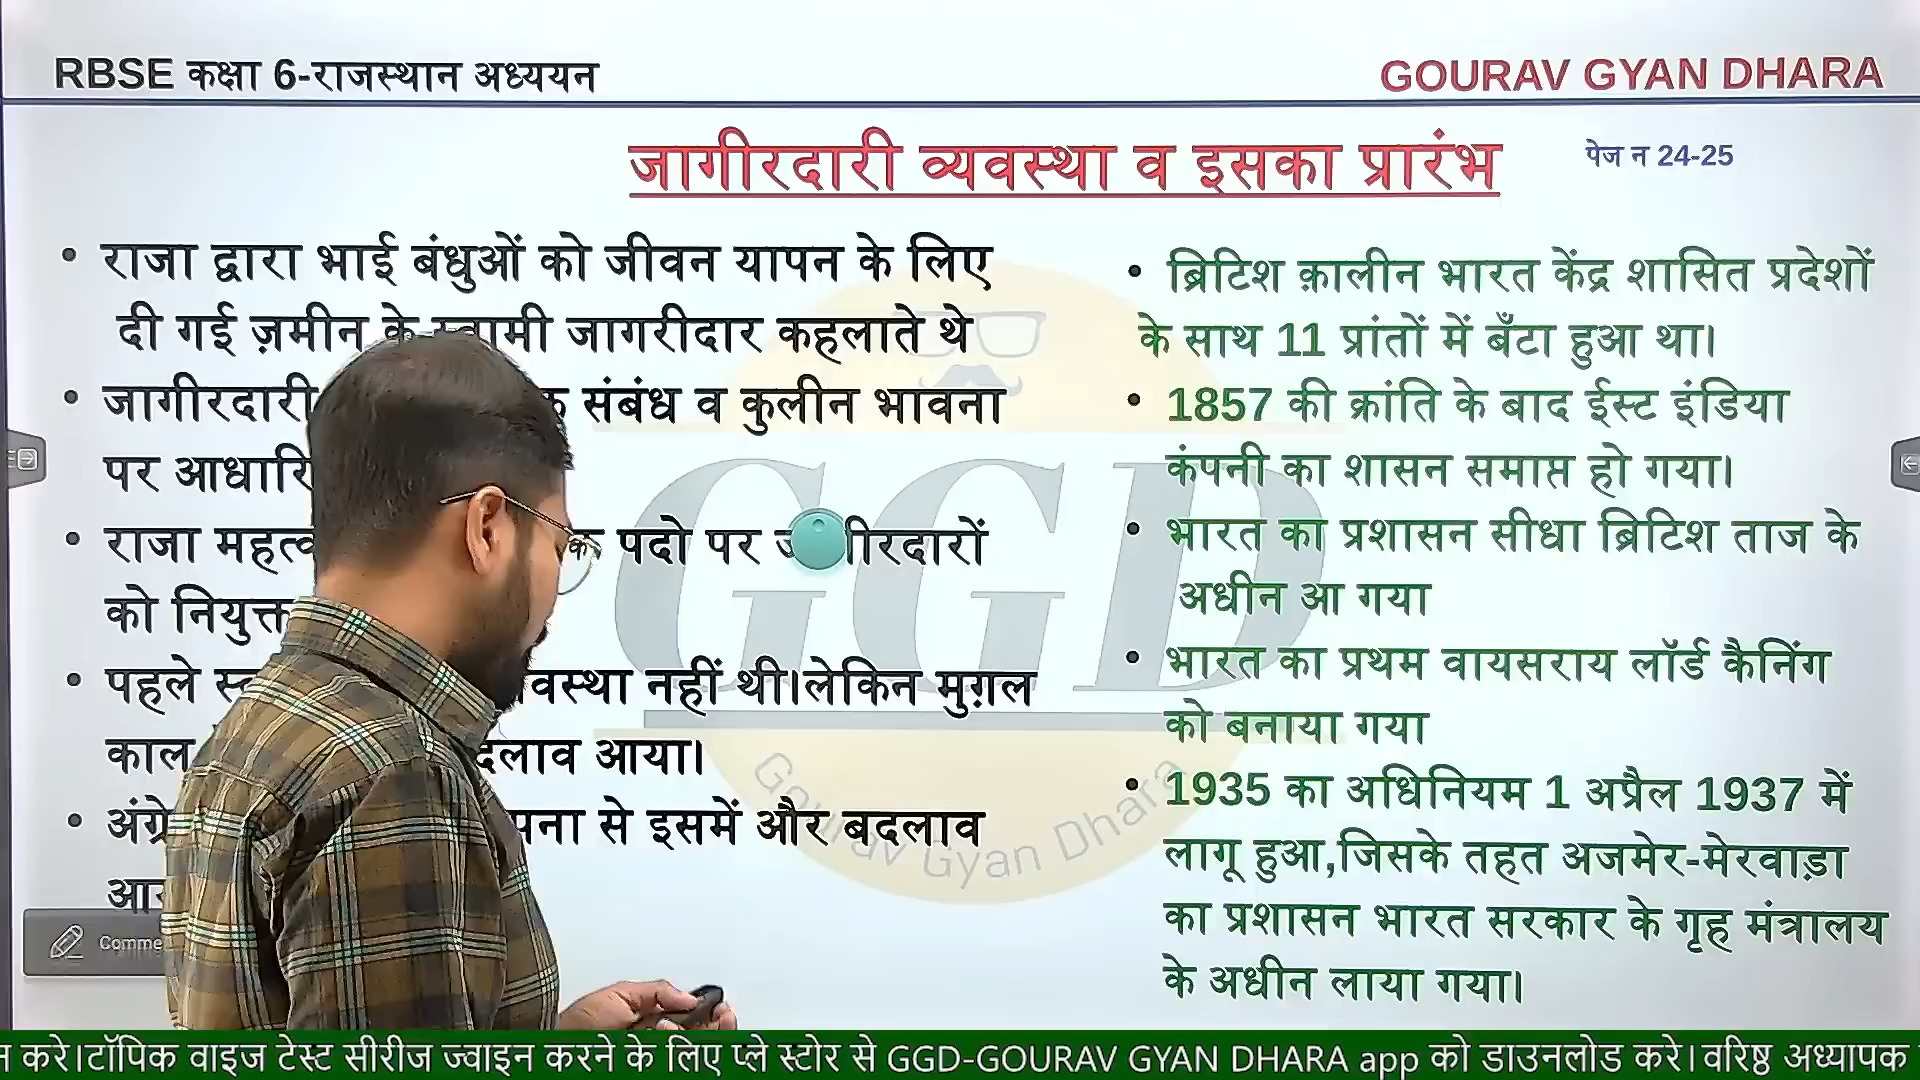 RBSE कक्षा 6-राजस्थान अध्ययन
GOURAV GYAN DHARA
जागीरदारी व्यवस्था व इसका प्रारंभ
पेज न 24-25
• राजा द्वारा भाई बंधुओं को जीवन यापन के लिए
दी गई ज़मीन के स्वामी जागरीदार कहलाते थे
• जागीरदारी संबंध व कुलीन भावना
पर
• राजा पदो पर
को
• पहले नहीं थी।लेकिन मुग़ल
काल आया।
• से इसमें और बदलाव
• ब्रिटिश क़ालीन भारत केंद्र शासित प्रदेशों
के साथ 11 प्रांतों में बँटा हुआ था।
• 1857 की क्रांति के बाद ईस्ट इंडिया
कंपनी का शासन समाप्त हो गया।
• भारत का प्रशासन सीधा ब्रिटिश ताज के
अधीन आ गया
• भारत का प्रथम वायसराय लॉर्ड कैनिंग
को बनाया गया
• 1935 का अधिनियम 1 अप्रैल 1937 में
लागू हुआ,जिसके तहत अजमेर-मेरवाड़ा
का प्रशासन भारत सरकार के गृह मंत्रालय
के अधीन लाया गया।
GGD
Gourav Gyan Dhara
करे।टॉपिक वाइज टेस्ट सीरीज ज्वाइन करने के लिए प्ले स्टोर से GGD-GOURAV GYAN DHARA app को डाउनलोड करे।वरिष्ठ अध्यापक